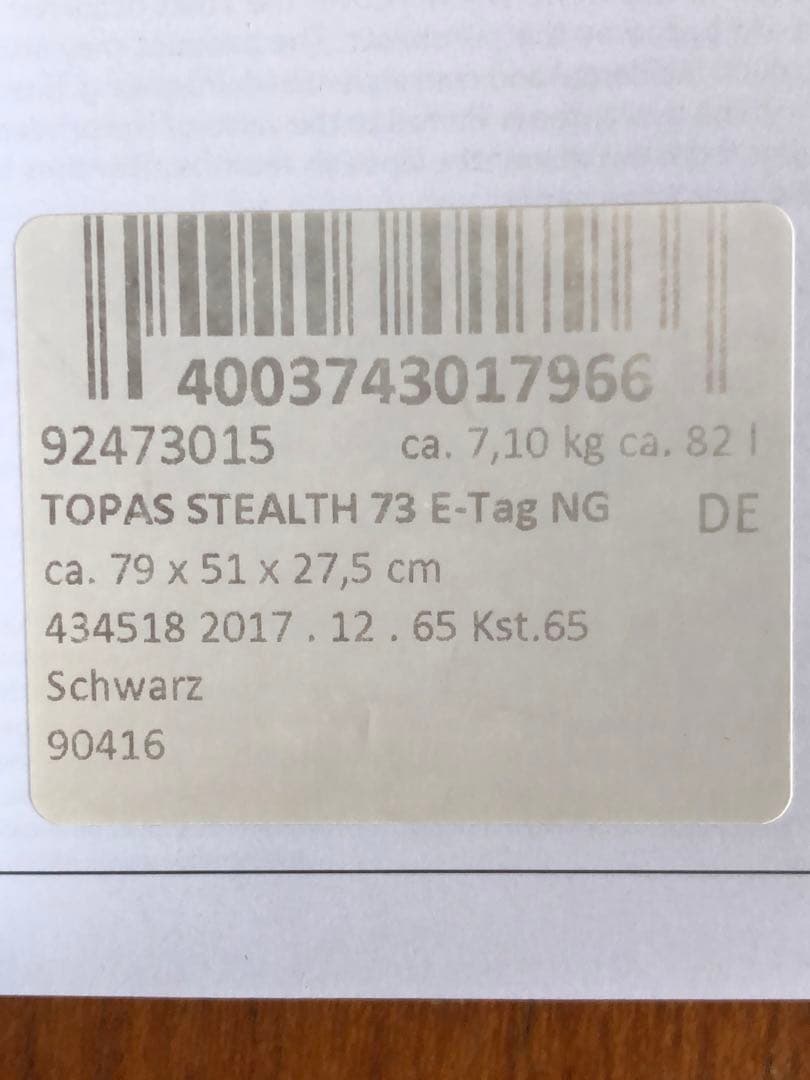 4003743017966
92473015 ca. 7,10 kg ca. 82 l
TOPAS STEALTH 73 E-Tag NG DE
ca. 79 x 51 x 27,5 cm
434518 2017 . 12 . 65 Kst.65
Schwarz
90416